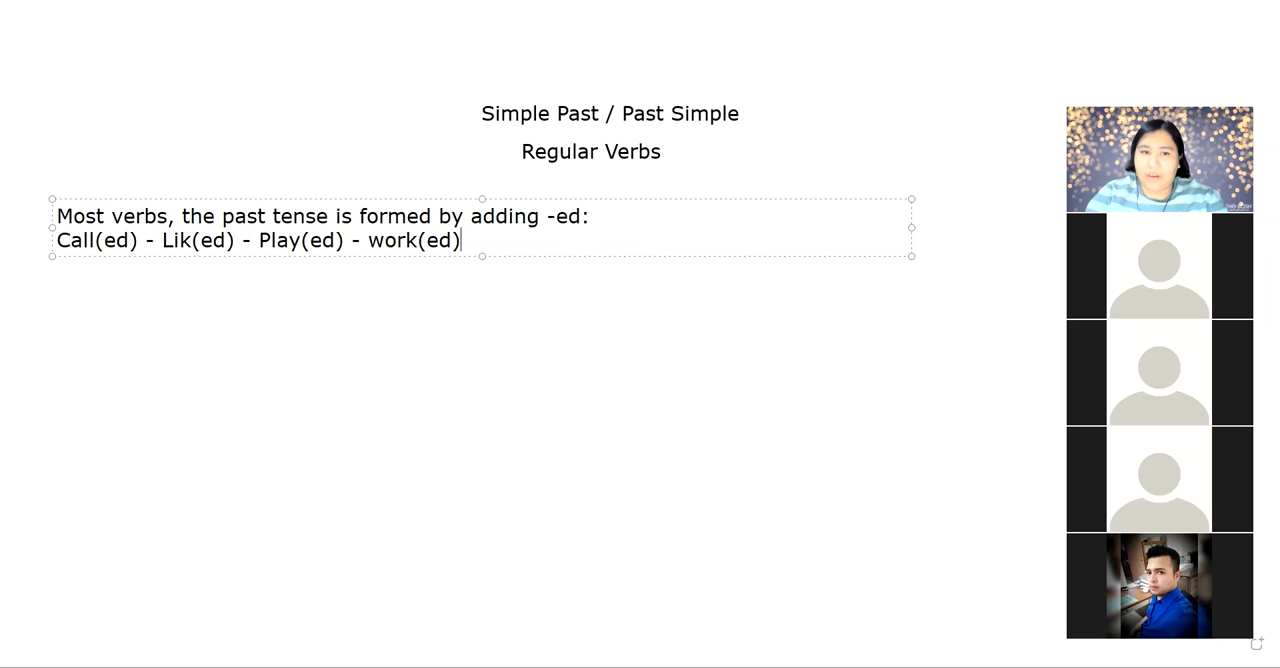 Simple Past / Past Simple
Regular Verbs
Most verbs, the past tense is formed by adding -ed:
Call(ed) - Lik(ed) - Play(ed) - work(ed)